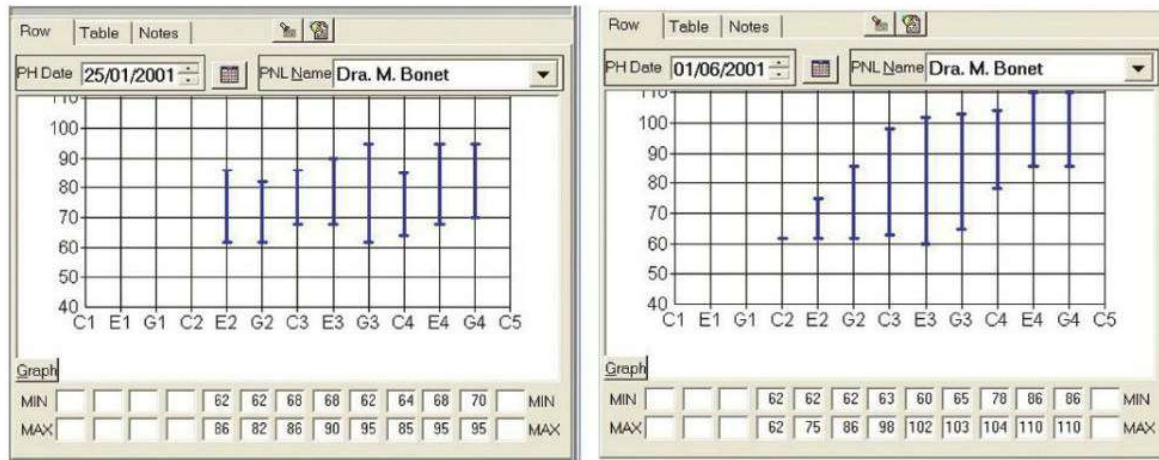 Row Table Notes
PH Date 25/01/2001 PNL Name Dra. M. Bonet
110
100
90
80
70
60
50
40
C1 E1 G1 C2 E2 G2 C3 E3 G3 C4 E4 G4 C5
Graph
MIN 62 62 68 68 62 64 68 70 MIN
MAX 86 82 86 90 95 85 95 95 MAX
Row Table Notes
PH Date 01/06/2001 PNL Name Dra. M. Bonet
110
100
90
80
70
60
50
40
C1 E1 G1 C2 E2 G2 C3 E3 G3 C4 E4 G4 C5
Graph
MIN 62 62 62 63 60 65 78 86 86 MIN
MAX 62 75 86 98 102 103 104 110 110 MAX